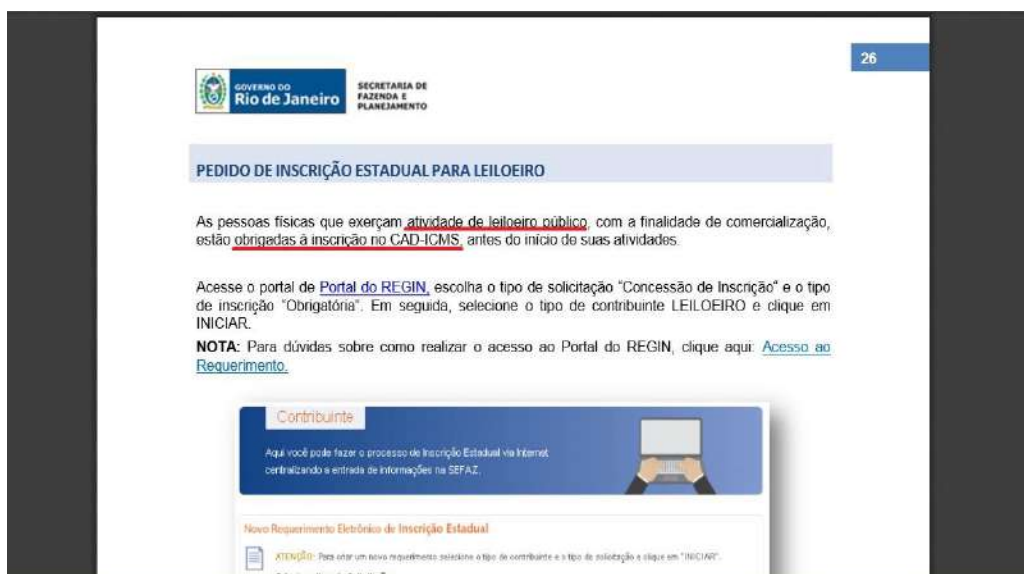 26
GOVERNO DO
Rio de Janeiro
SECRETARIA DE
FAZENDA E
PLANEJAMENTO
PEDIDO DE INSCRIÇÃO ESTADUAL PARA LEILOEIRO
As pessoas físicas que exerçam atividade de leiloeiro público, com a finalidade de comercialização,
estão obrigadas à inscrição no CAD-ICMS, antes do início de suas atividades.
Acesse o portal de Portal do REGIN, escolha o tipo de solicitação "Concessão de Inscrição" e o tipo
de inscrição "Obrigatória". Em seguida, selecione o tipo de contribuinte LEILOEIRO e clique em
INICIAR.
NOTA: Para dúvidas sobre como realizar o acesso ao Portal do REGIN, clique aqui: Acesso ao
Requerimento.
Contribuinte
Aqui você pode fazer o processo de Inscrição Estadual via Internet
centralizando a entrada de informações na SEFAZ.
Novo Requerimento Eletrônico de Inscrição Estadual
ATENÇÃO: Para criar um novo requerimento selecione o tipo de contribuinte e o tipo de solicitação e clique em "INICIAR".